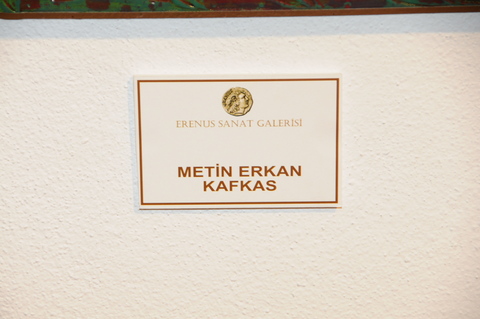 ERENUS SANAT GALERİSİ
METİN ERKAN
KAFKAS